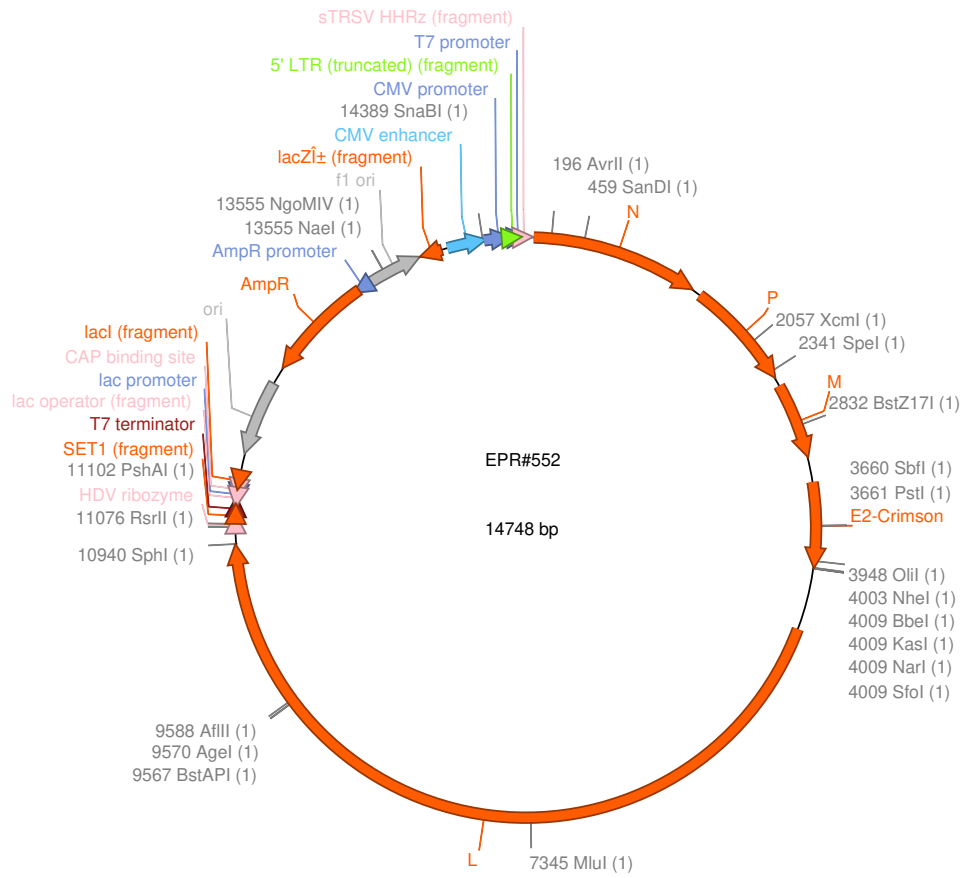 sTRSV HHRz (fragment)
T7 promoter
5' LTR (truncated) (fragment)
CMV promoter
14389 SnaBI (1)
CMV enhancer
lacZÎ± (fragment)
f1 ori
13555 NgoMIV (1)
13555 NaeI (1)
AmpR promoter
AmpR
ori
lacI (fragment)
CAP binding site
lac promoter
lac operator (fragment)
T7 terminator
SET1 (fragment)
11102 PshAI (1)
HDV ribozyme
11076 RsrII (1)
10940 SphI (1)
196 AvrII (1)
459 SanDI (1)
N
P
2057 XcmI (1)
2341 SpeI (1)
M
2832 BstZ17I (1)
3660 SbfI (1)
3661 PstI (1)
E2-Crimson
3948 OliI (1)
4003 NheI (1)
4009 BbeI (1)
4009 KasI (1)
4009 NarI (1)
4009 SfoI (1)
EPR#552
14748 bp
9588 AflII (1)
9570 AgeI (1)
9567 BstAPI (1)
L
7345 MluI (1)